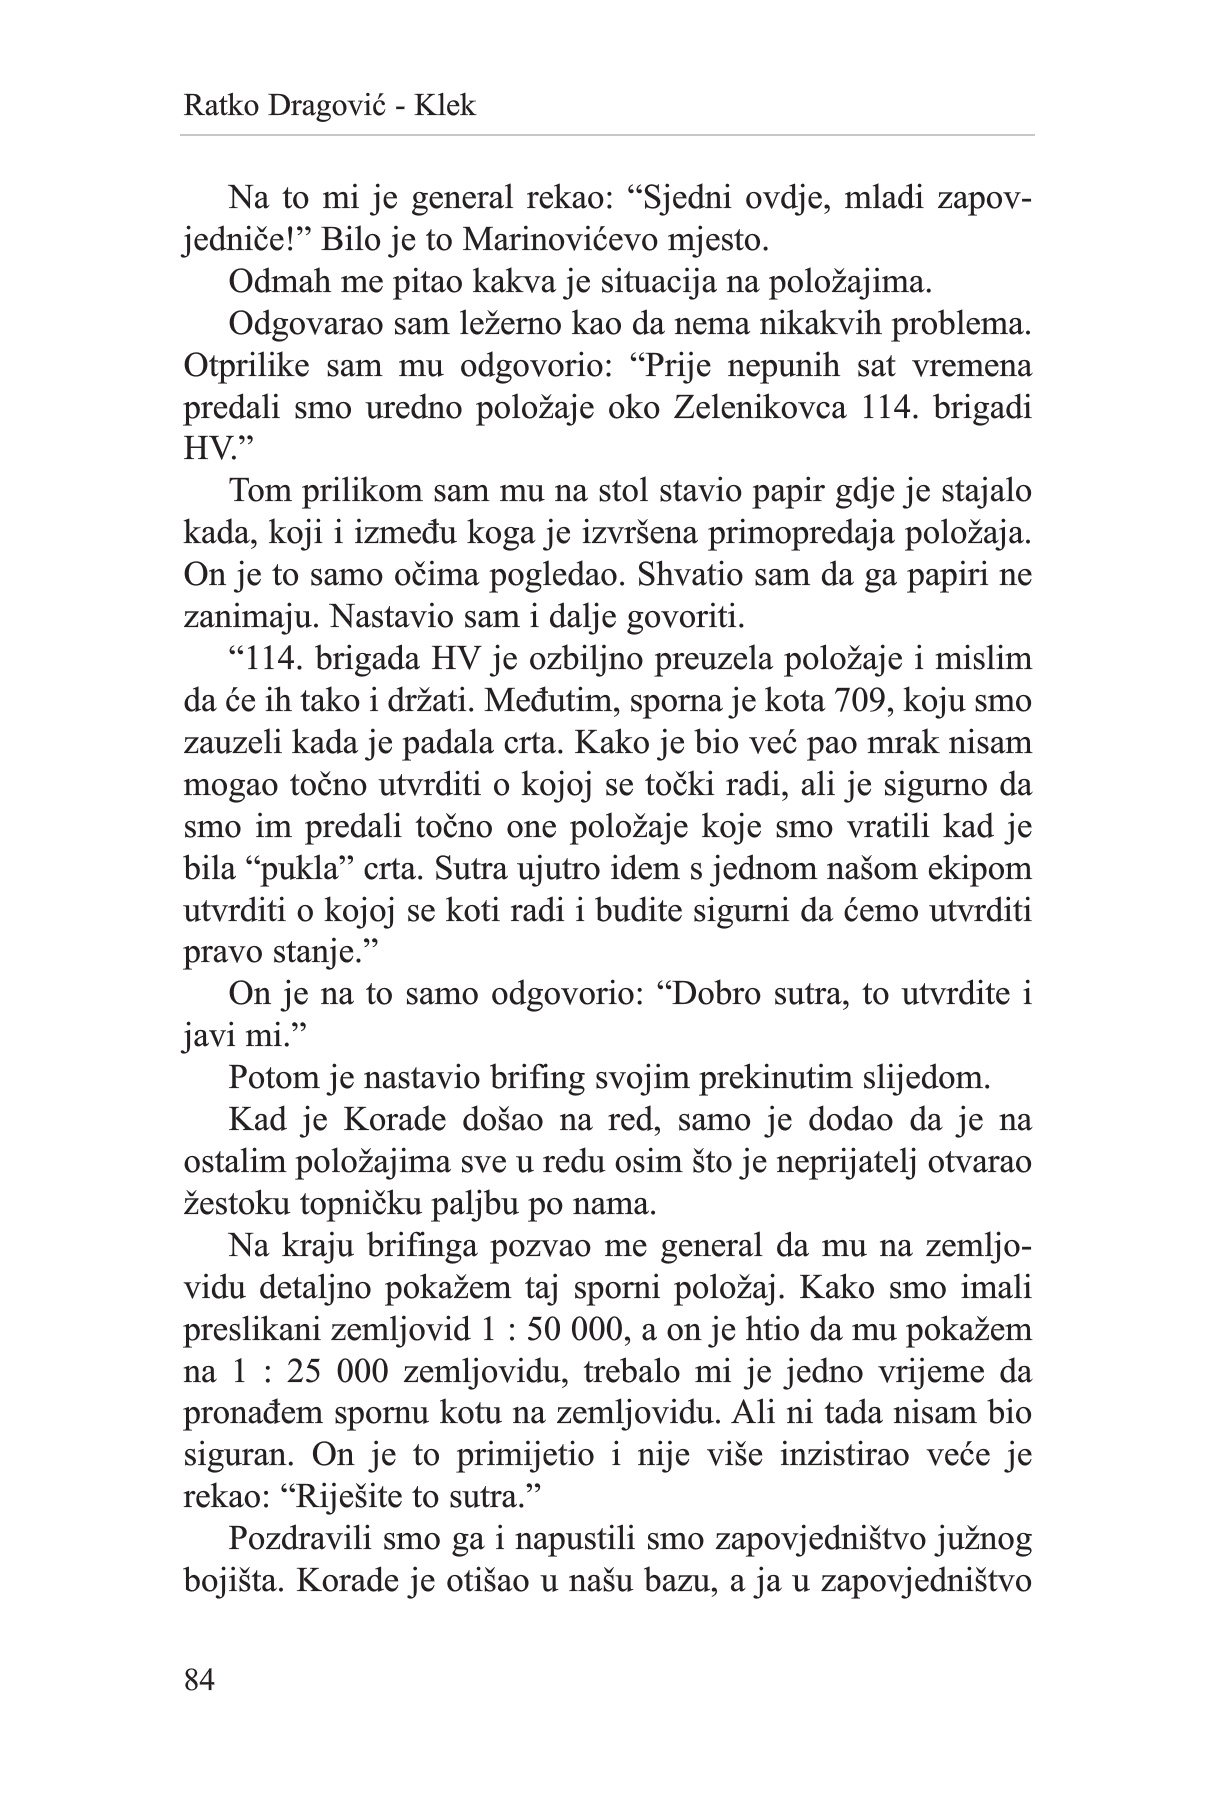 Ratko Dragović - Klek
Na to mi je general rekao: “Sjedni ovdje, mladi zapov-
jedniče!” Bilo je to Marinovićevo mjesto.
Odmah me pitao kakva je situacija na položajima.
Odgovarao sam ležerno kao da nema nikakvih problema.
Otprilike sam mu odgovorio: “Prije nepunih sat vremena
predali smo uredno položaje oko Zelenikovca 114. brigadi
HV.”
Tom prilikom sam mu na stol stavio papir gdje je stajalo
kada, koji i između koga je izvršena primopredaja položaja.
On je to samo očima pogledao. Shvatio sam da ga papiri ne
zanimaju. Nastavio sam i dalje govoriti.
“114. brigada HV je ozbiljno preuzela položaje i mislim
da će ih tako i držati. Međutim, sporna je kota 709, koju smo
zauzeli kada je padala crta. Kako je bio već pao mrak nisam
mogao točno utvrditi o kojoj se točki radi, ali je sigurno da
smo im predali točno one položaje koje smo vratili kad je
bila “pukla” crta. Sutra ujutro idem s jednom našom ekipom
utvrditi o kojoj se koti radi i budite sigurni da ćemo utvrditi
pravo stanje.”
On je na to samo odgovorio: “Dobro sutra, to utvrdite i
javi mi.”
Potom je nastavio brifing svojim prekinutim slijedom.
Kad je Korade došao na red, samo je dodao da je na
ostalim položajima sve u redu osim što je neprijatelj otvarao
žestoku topničku paljbu po nama.
Na kraju brifinga pozvao me general da mu na zemljo-
vidu detaljno pokažem taj sporni položaj. Kako smo imali
preslikani zemljovid 1 : 50 000, a on je htio da mu pokažem
na 1 : 25 000 zemljovidu, trebalo mi je jedno vrijeme da
pronađem spornu kotu na zemljovidu. Ali ni tada nisam bio
siguran. On je to primijetio i nije više inzistirao veće je
rekao: “Riješite to sutra.”
Pozdravili smo ga i napustili smo zapovjedništvo južnog
bojišta. Korade je otišao u našu bazu, a ja u zapovjedništvo
84